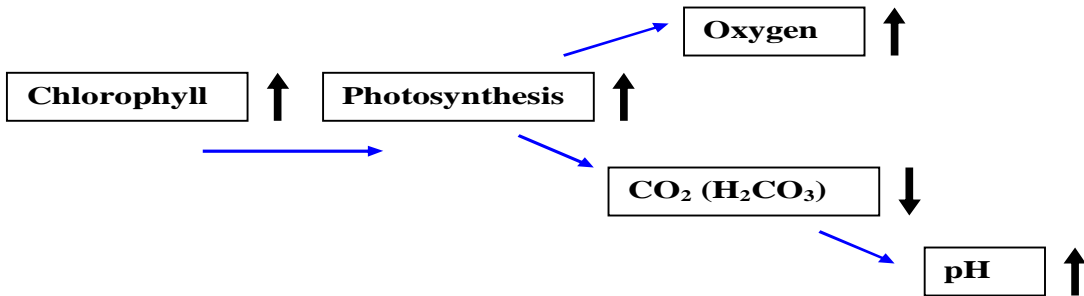 Oxygen
Chlorophyll
Photosynthesis
CO₂ (H₂CO₃)
pH